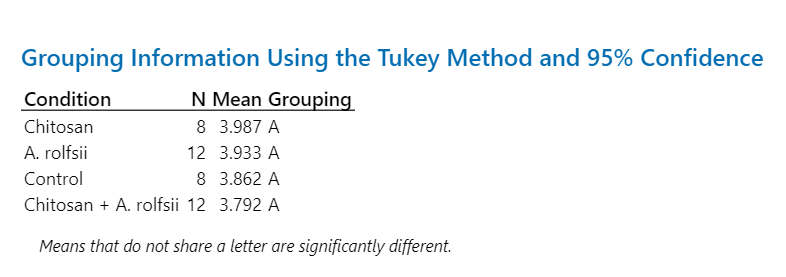 Grouping Information Using the Tukey Method and 95% Confidence
Condition N Mean Grouping
Chitosan 8 3.987 A
A. rolfsii 12 3.933 A
Control 8 3.862 A
Chitosan + A. rolfsii 12 3.792 A
Means that do not share a letter are significantly different.